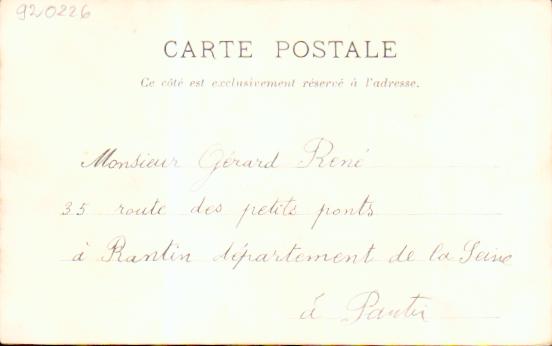 920226
CARTE POSTALE
Ce côté est exclusivement réservé à l'adresse.
Monsieur Gérard René
35 route des petits ponts
à Rantin département de la Seine
à Pantin